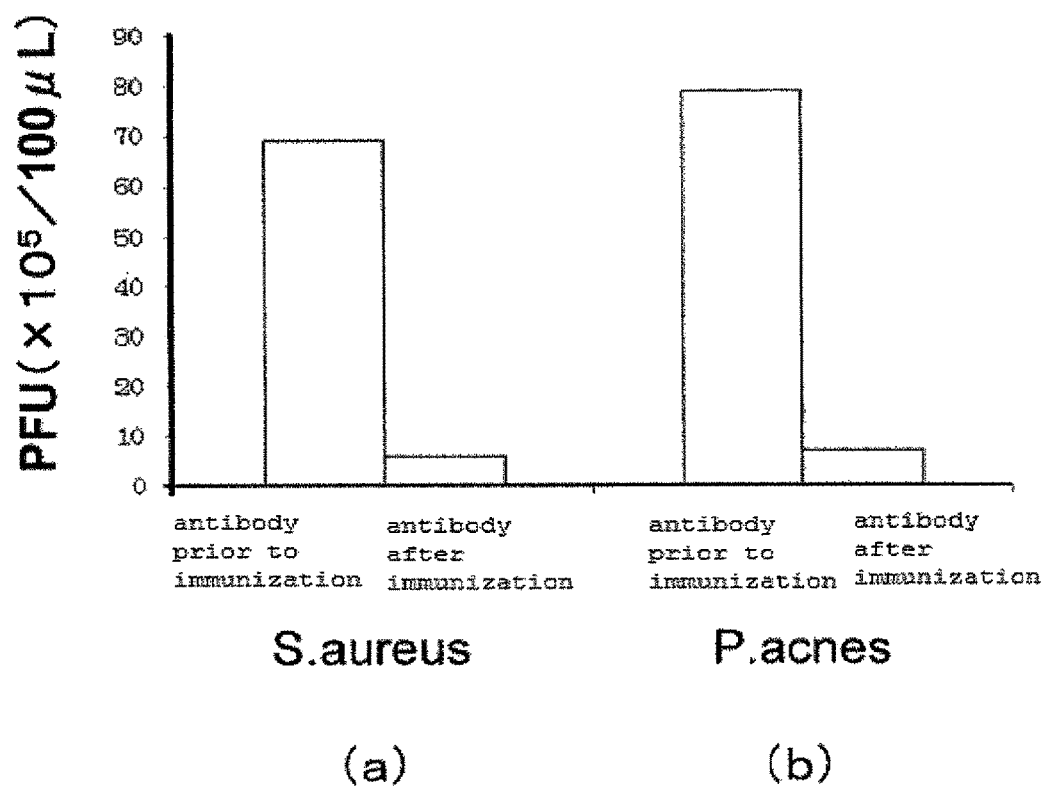 PFU(×10⁵/100μL)
90
80
70
60
50
40
30
20
10
0
antibody
prior to
immunization
antibody
after
immunization
antibody
prior to
immunization
antibody
after
immunization
S.aureus
P.acnes
(a)
(b)